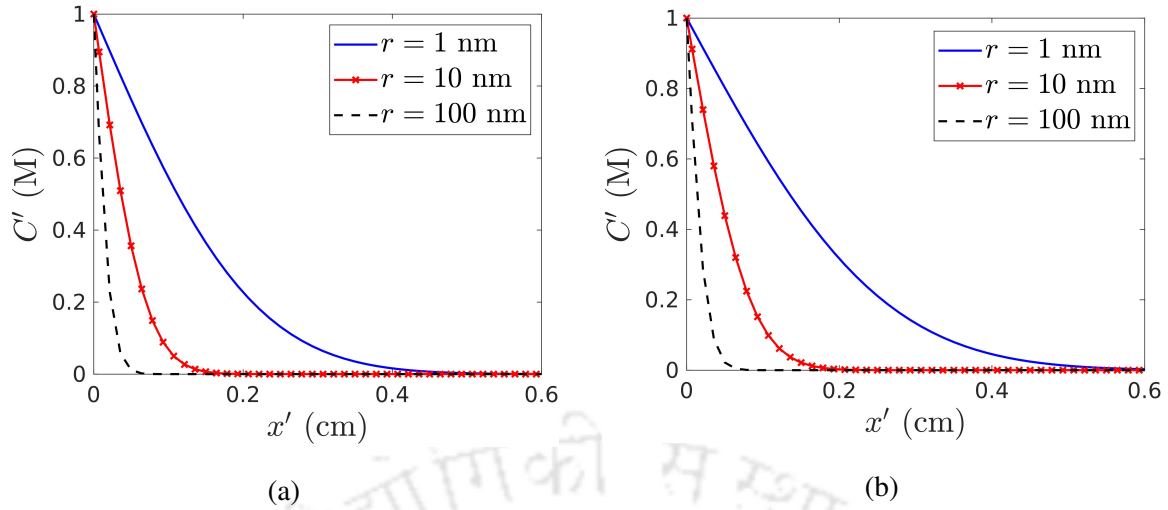 1
0.8
0.6
0.4
0.2
0
C′ (M)
r = 1 nm
r = 10 nm
r = 100 nm
0 0.2 0.4 0.6
x′ (cm)
(a)
1
0.8
0.6
0.4
0.2
0
C′ (M)
r = 1 nm
r = 10 nm
r = 100 nm
0 0.2 0.4 0.6
x′ (cm)
(b)